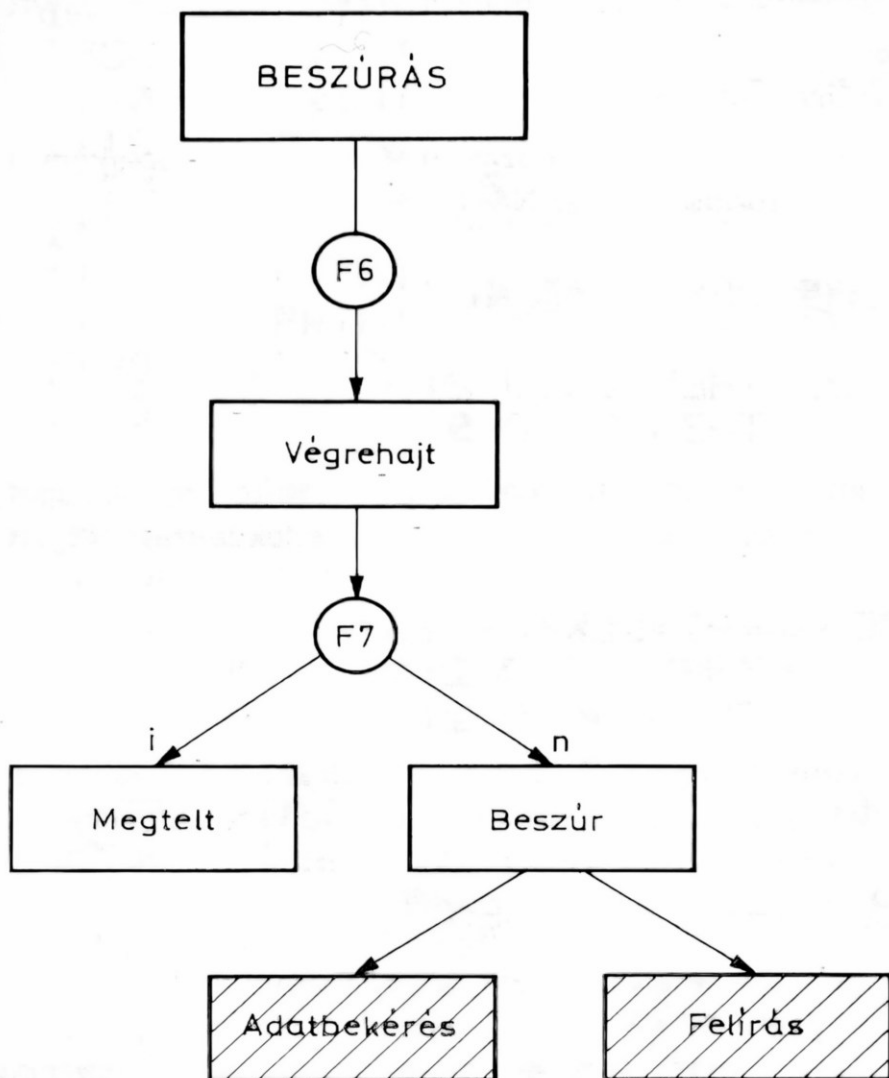 BESZÚRÁS
F6
Végrehajt
F7
i
n
Megtelt
Beszúr
Adatbekérés
Felírás